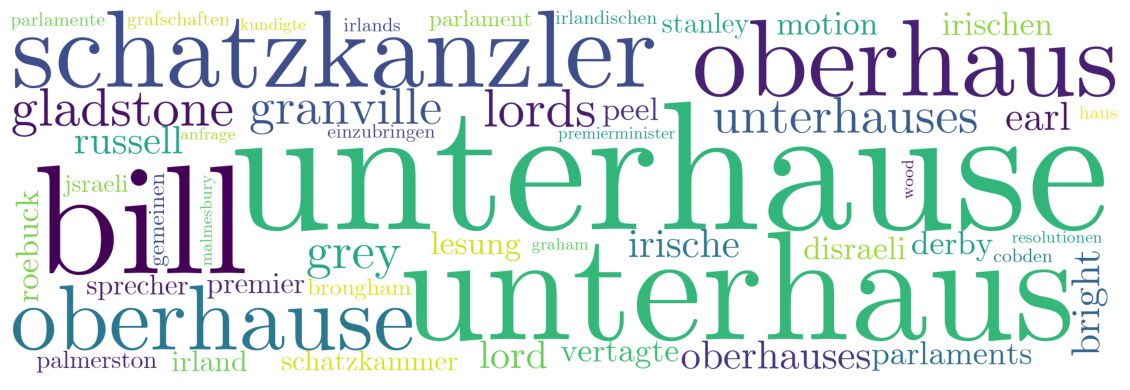 parlamente grafschaften kundigte irlands parlament irlandischen stanley motion irischen
schatzkanzler oberhaus
gladstone granville lords peel unterhauses earl haus
russell anfrage einzubringen premierminister
unterhause
bill
jsraeli
gemeinen
malmesbury
wood
roebuck
grey lesung graham irische disraeli derby resolutionen
cobden
sprecher premier brougham
unterhaus
oberhause
bright
palmerston irland schatzkammer lord vertagte oberhauses parlaments